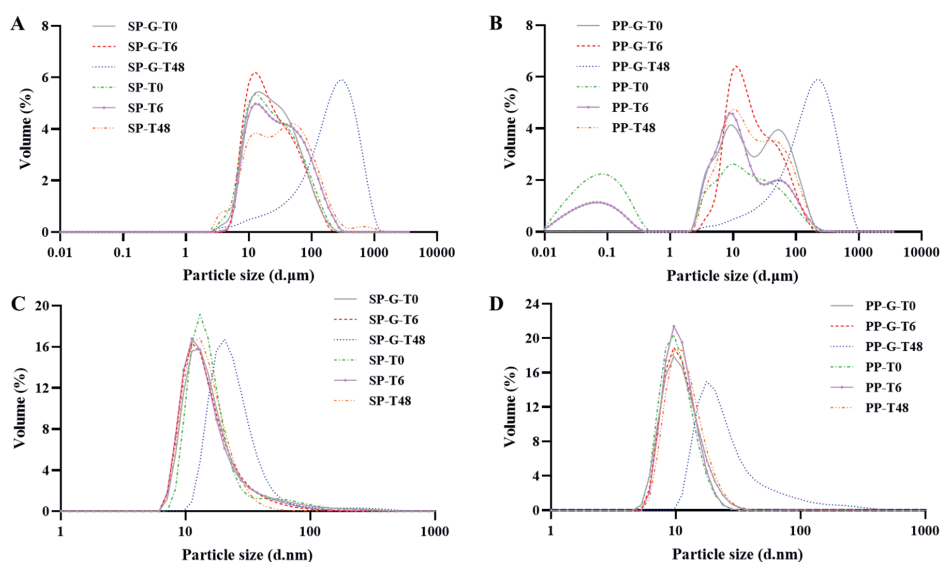 A
8
6
4
2
0
Volume (%)
0.01 0.1 1 10 100 1000 10000
Particle size (d.μm)
SP-G-T0
SP-G-T6
SP-G-T48
SP-T0
SP-T6
SP-T48
B
8
6
4
2
0
Volume (%)
0.01 0.1 1 10 100 1000 10000
Particle size (d.μm)
PP-G-T0
PP-G-T6
PP-G-T48
PP-T0
PP-T6
PP-T48
C
20
16
12
8
4
0
Volume (%)
1 10 100 1000
Particle size (d.nm)
SP-G-T0
SP-G-T6
SP-G-T48
SP-T0
SP-T6
SP-T48
D
24
20
16
12
8
4
0
Volume (%)
1 10 100 1000
Particle size (d.nm)
PP-G-T0
PP-G-T6
PP-G-T48
PP-T0
PP-T6
PP-T48